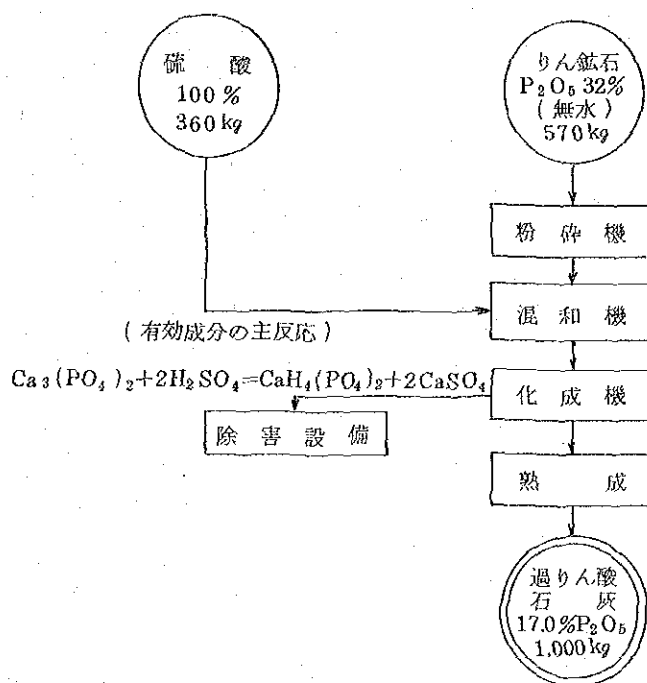 硫酸
100%
360kg
りん鉱石
P₂O₅ 32%
(無水)
570kg
粉砕機
混和機
(有効成分の主反応)
Ca₃(PO₄)₂+2H₂SO₄=CaH₄(PO₄)₂+2CaSO₄
化成機
除害設備
熟成
過りん酸
石灰
17.0%P₂O₅
1,000kg